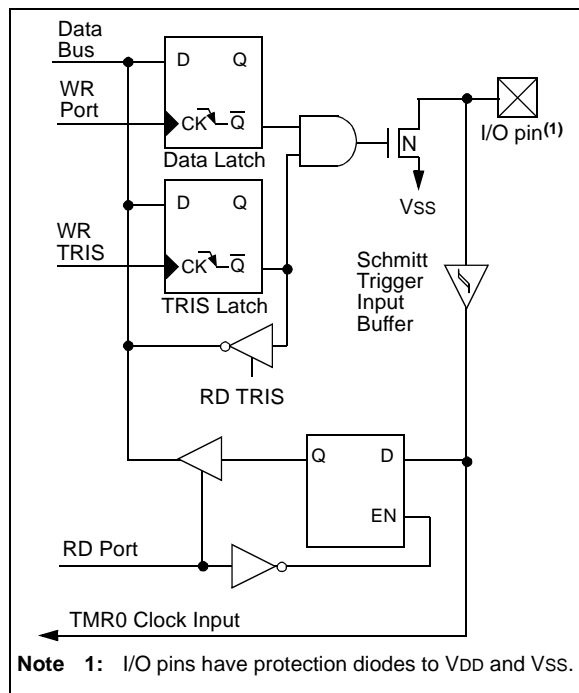 Data
Bus
D Q
WR
Port
CK Q
Data Latch
I/O pin(1)
N
VSS
D Q
WR
TRIS
CK Q
TRIS Latch
Schmitt
Trigger
Input
Buffer
RD TRIS
Q D
EN
RD Port
TMR0 Clock Input
Note 1: I/O pins have protection diodes to VDD and VSS.